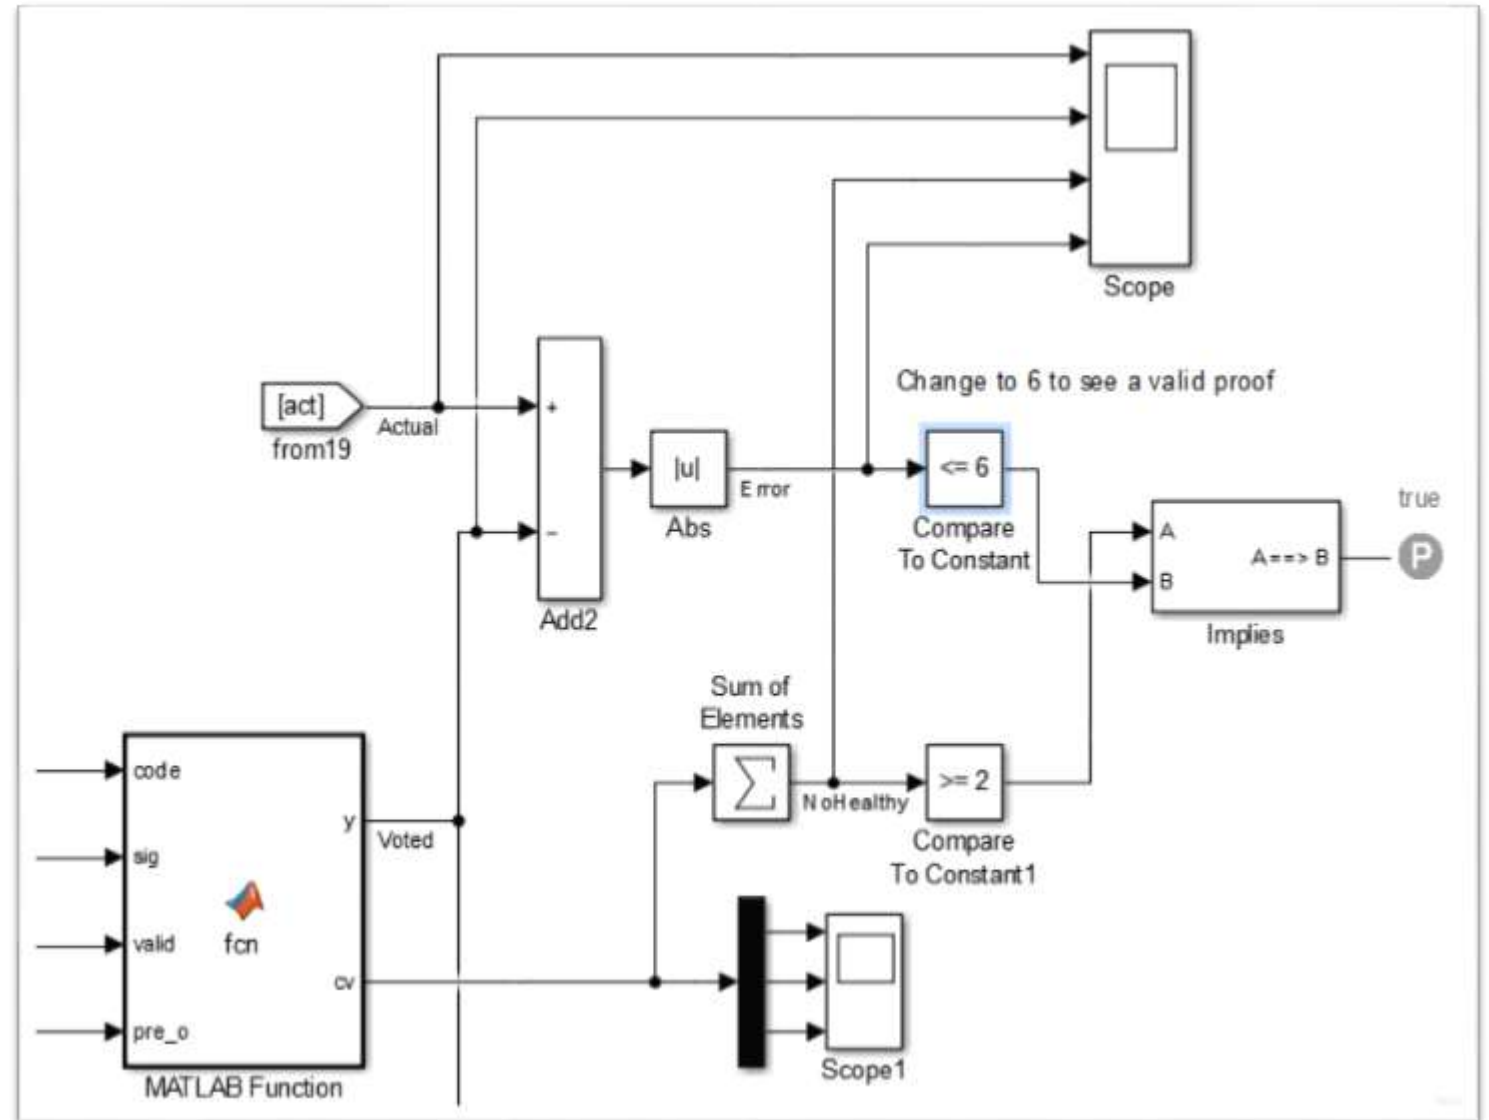 Scope
Change to 6 to see a valid proof
[act]
from19
Actual
+
−
Add2
|u|
Abs
Error
<= 6
Compare
To Constant
true
P
A
B
A==> B
Implies
Sum of
Elements
∑
NoHealthy
>= 2
Compare
To Constant1
code
sig
valid
pre_o
fcn
y
cv
Voted
MATLAB Function
Scope1